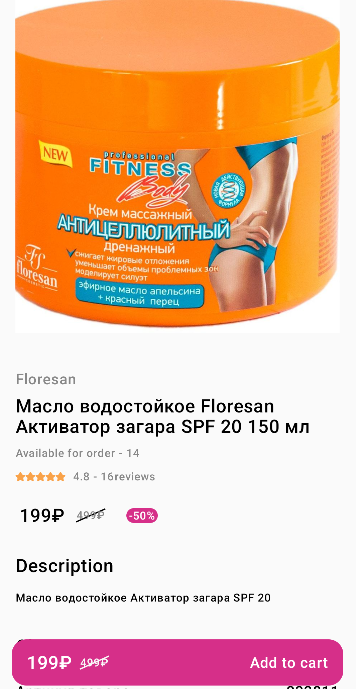 NEW
professional
FITNESS
Body
Крем массажный
АНТИЦЕЛЛЮЛИТНЫЙ
дренажный
сжигает жировые отложения
уменьшает объемы проблемных зон
моделирует силуэт
эфирное масло апельсина
+ красный перец
floresan
Floresan
Масло водостойкое Floresan
Активатор загара SPF 20 150 мл
Available for order - 14
4.8 - 16reviews
199₽ 499₽ -50%
Description
Масло водостойкое Активатор загара SPF 20
199₽ 499₽ Add to cart